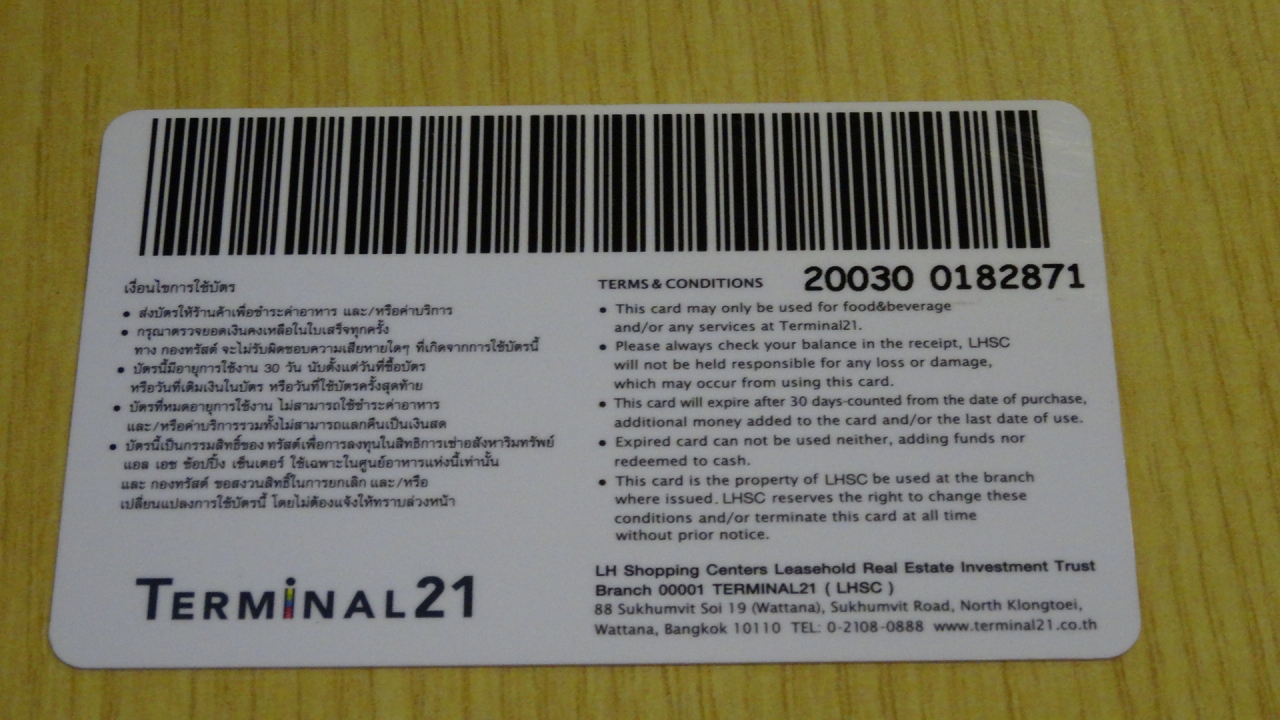 เงื่อนไขการใช้บัตร
• ส่งบัตรให้ร้านค้าเพื่อชำระค่าอาหาร และ/หรือค่าบริการ
• กรุณาตรวจยอดเงินคงเหลือในใบเสร็จทุกครั้ง
ทาง กองทรัสต์ จะไม่รับผิดชอบความเสียหายใดๆ ที่เกิดจากการใช้บัตรนี้
• บัตรนี้มีอายุการใช้งาน 30 วัน นับตั้งแต่วันที่ซื้อบัตร
หรือวันที่เติมเงินในบัตร หรือวันที่ใช้บัตรครั้งสุดท้าย
• บัตรที่หมดอายุการใช้งาน ไม่สามารถใช้ชำระค่าอาหาร
และ/หรือค่าบริการรวมทั้งไม่สามารถแลกคืนเป็นเงินสด
• บัตรนี้เป็นกรรมสิทธิ์ของ ทรัสต์เพื่อการลงทุนในสิทธิการเช่าอสังหาริมทรัพย์
แอล เอช ช้อปปิ้ง เซ็นเตอร์ ใช้เฉพาะในศูนย์อาหารแห่งนี้เท่านั้น
และ กองทรัสต์ ขอสงวนสิทธิ์ในการยกเลิก และ/หรือ
เปลี่ยนแปลงการใช้บัตรนี้ โดยไม่ต้องแจ้งให้ทราบล่วงหน้า
TERMINAL21
20030 0182871
TERMS & CONDITIONS
• This card may only be used for food&beverage
and/or any services at Terminal21.
• Please always check your balance in the receipt, LHSC
will not be held responsible for any loss or damage,
which may occur from using this card.
• This card will expire after 30 days-counted from the date of purchase,
additional money added to the card and/or the last date of use.
• Expired card can not be used neither, adding funds nor
redeemed to cash.
• This card is the property of LHSC be used at the branch
where issued. LHSC reserves the right to change these
conditions and/or terminate this card at all time
without prior notice.
LH Shopping Centers Leasehold Real Estate Investment Trust
Branch 00001 TERMINAL21 ( LHSC )
88 Sukhumvit Soi 19 (Wattana), Sukhumvit Road, North Klongtoei,
Wattana, Bangkok 10110 TEL: 0-2108-0888 www.terminal21.co.th